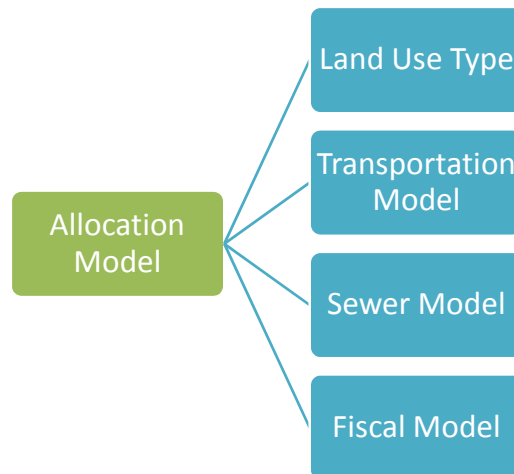 Land Use Type
Transportation
Model
Allocation
Model
Sewer Model
Fiscal Model